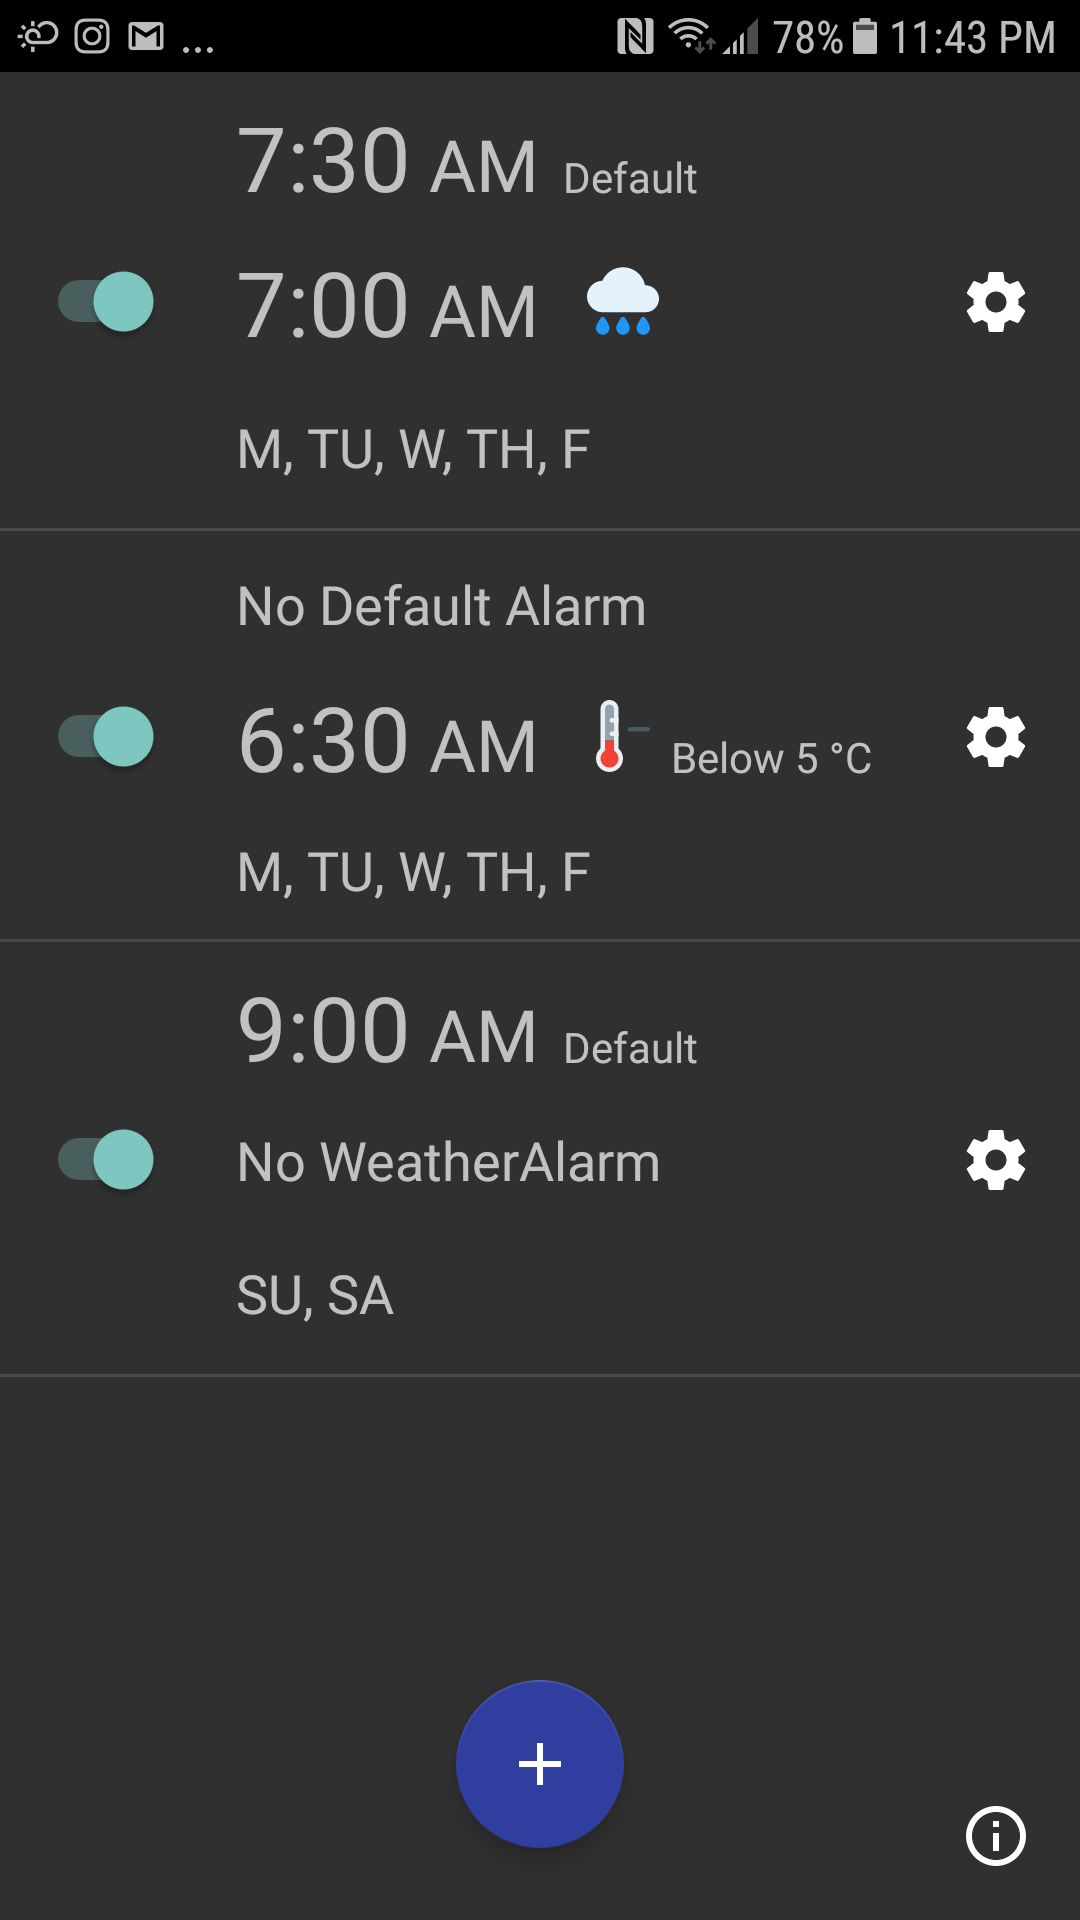 ... 78% 11:43 PM
7:30 AM Default
7:00 AM
M, TU, W, TH, F
No Default Alarm
6:30 AM Below 5 °C
M, TU, W, TH, F
9:00 AM Default
No WeatherAlarm
SU, SA